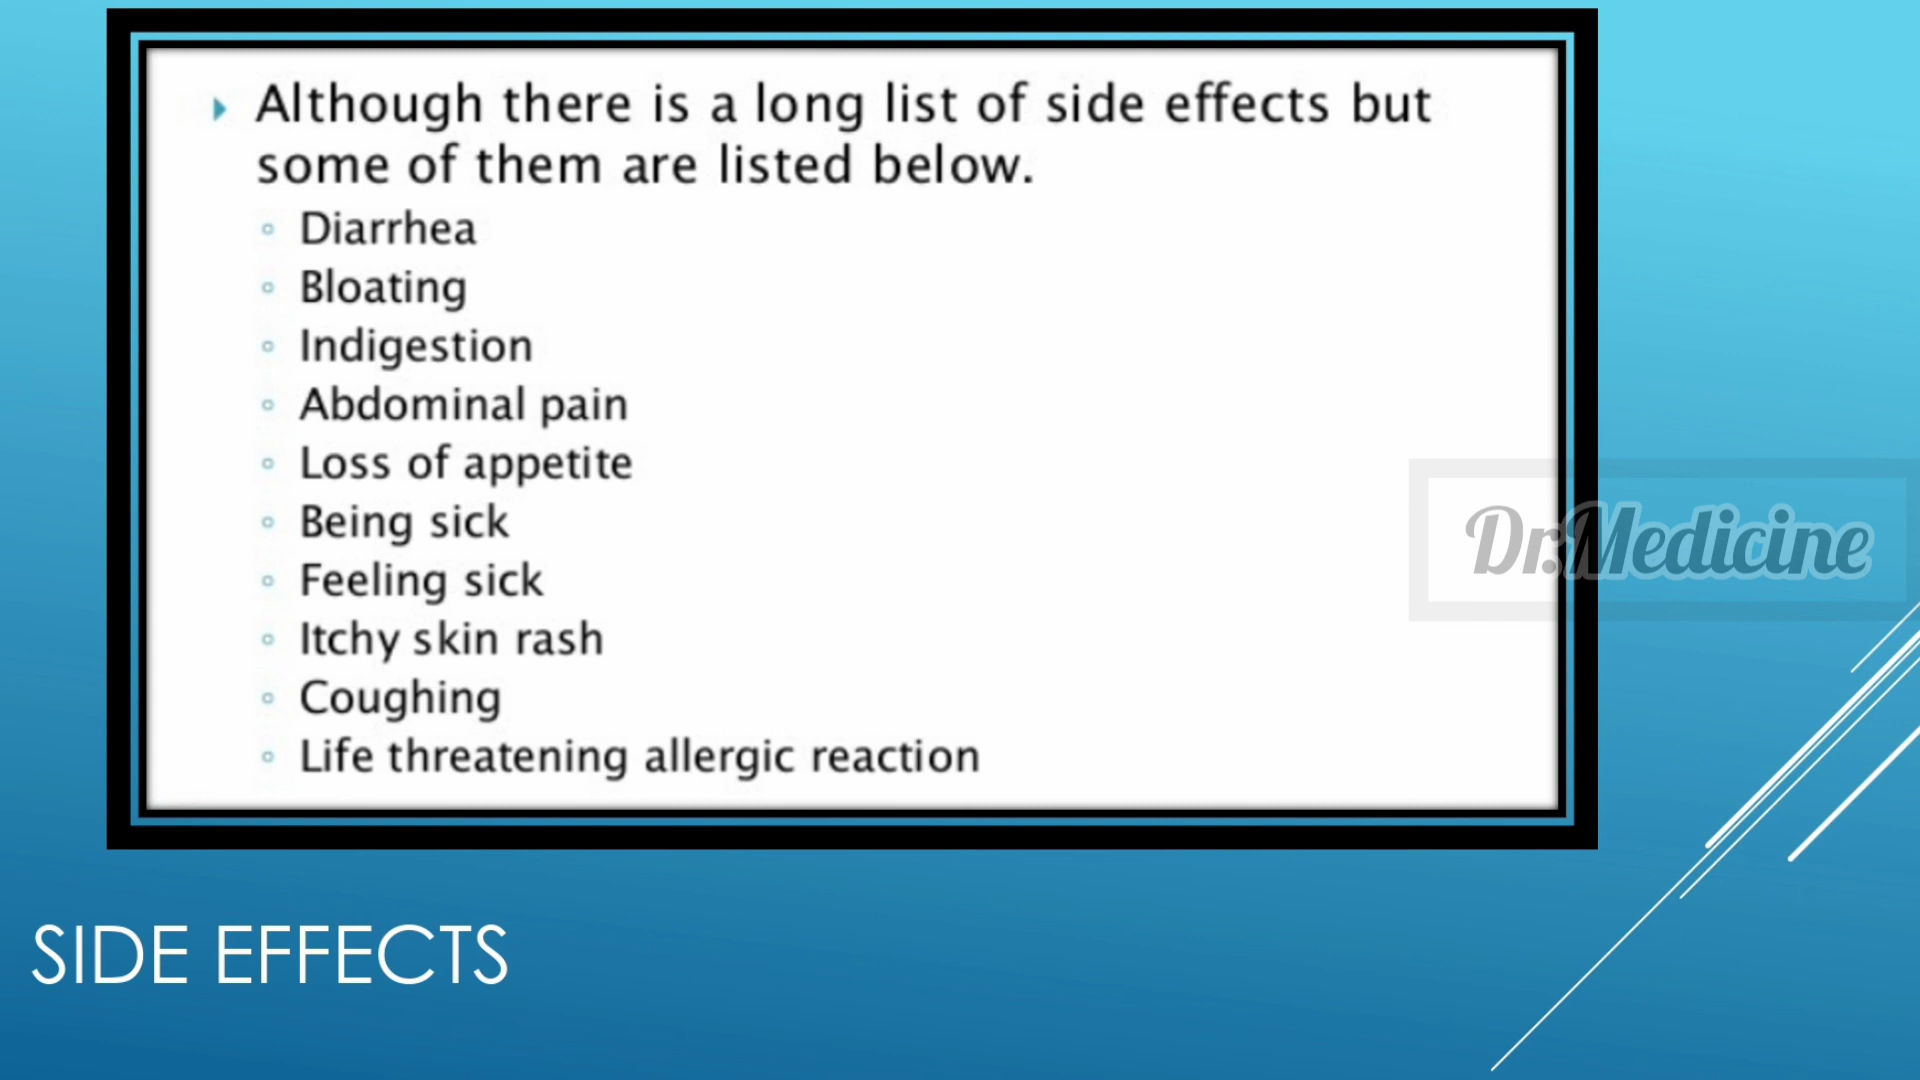 Although there is a long list of side effects but
some of them are listed below.
Diarrhea
Bloating
Indigestion
Abdominal pain
Loss of appetite
Being sick
Feeling sick
Itchy skin rash
Coughing
Life threatening allergic reaction
Dr.Medicine
SIDE EFFECTS